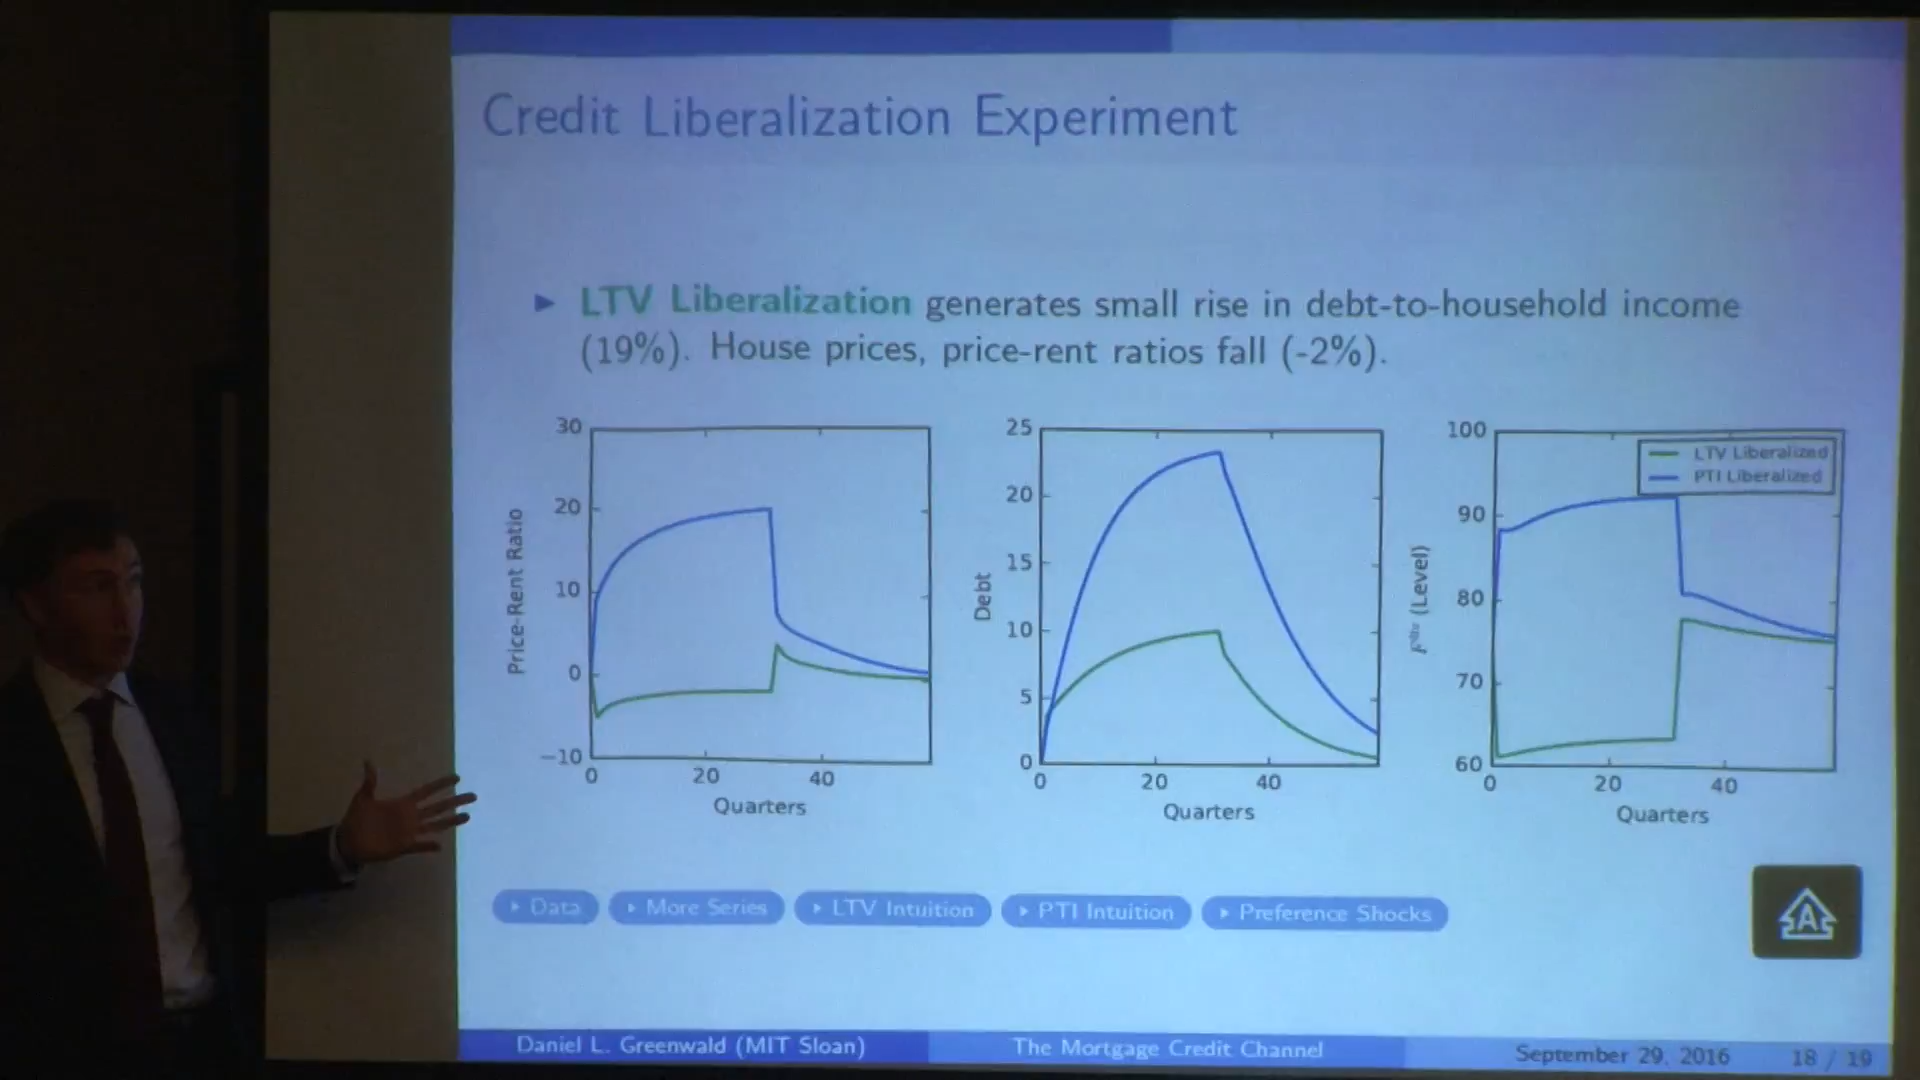 Credit Liberalization Experiment
LTV Liberalization generates small rise in debt-to-household income
(19%). House prices, price-rent ratios fall (-2%).
30
20
10
0
−10
0
20
40
Quarters
Price-Rent Ratio
25
20
15
10
5
0
0
20
40
Quarters
Debt
100
90
80
70
60
0
20
40
Quarters
(Level)
LTV Liberalized
PTI Liberalized
Data
More Series
LTV Intuition
PTI Intuition
Preference Shocks
A
Daniel L. Greenwald (MIT Sloan)
The Mortgage Credit Channel
September 29, 2016
18 / 19